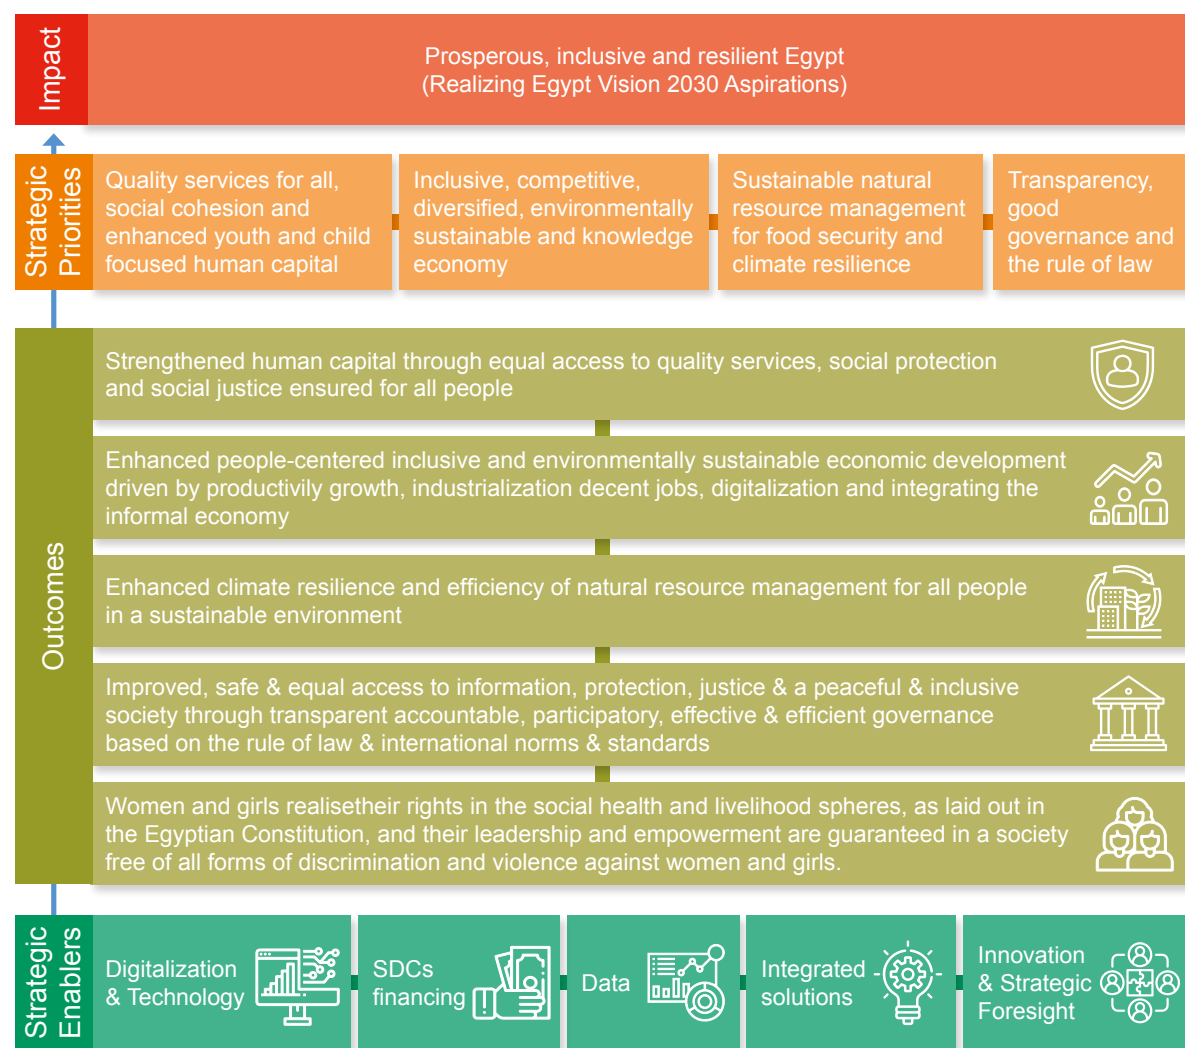 Impact
Prosperous, inclusive and resilient Egypt
(Realizing Egypt Vision 2030 Aspirations)
Strategic
Priorities
Quality services for all,
social cohesion and
enhanced youth and child
focused human capital
Inclusive, competitive,
diversified, environmentally
sustainable and knowledge
economy
Sustainable natural
resource management
for food security and
climate resilience
Transparency,
good
governance and
the rule of law
Outcomes
Strengthened human capital through equal access to quality services, social protection
and social justice ensured for all people
Enhanced people-centered inclusive and environmentally sustainable economic development
driven by productivily growth, industrialization decent jobs, digitalization and integrating the
informal economy
Enhanced climate resilience and efficiency of natural resource management for all people
in a sustainable environment
Improved, safe & equal access to information, protection, justice & a peaceful & inclusive
society through transparent accountable, participatory, effective & efficient governance
based on the rule of law & international norms & standards
Women and girls realisetheir rights in the social health and livelihood spheres, as laid out in
the Egyptian Constitution, and their leadership and empowerment are guaranteed in a society
free of all forms of discrimination and violence against women and girls.
Strategic
Enablers
Digitalization
& Technology
SDCs
financing
Data
Integrated
solutions
Innovation
& Strategic
Foresight